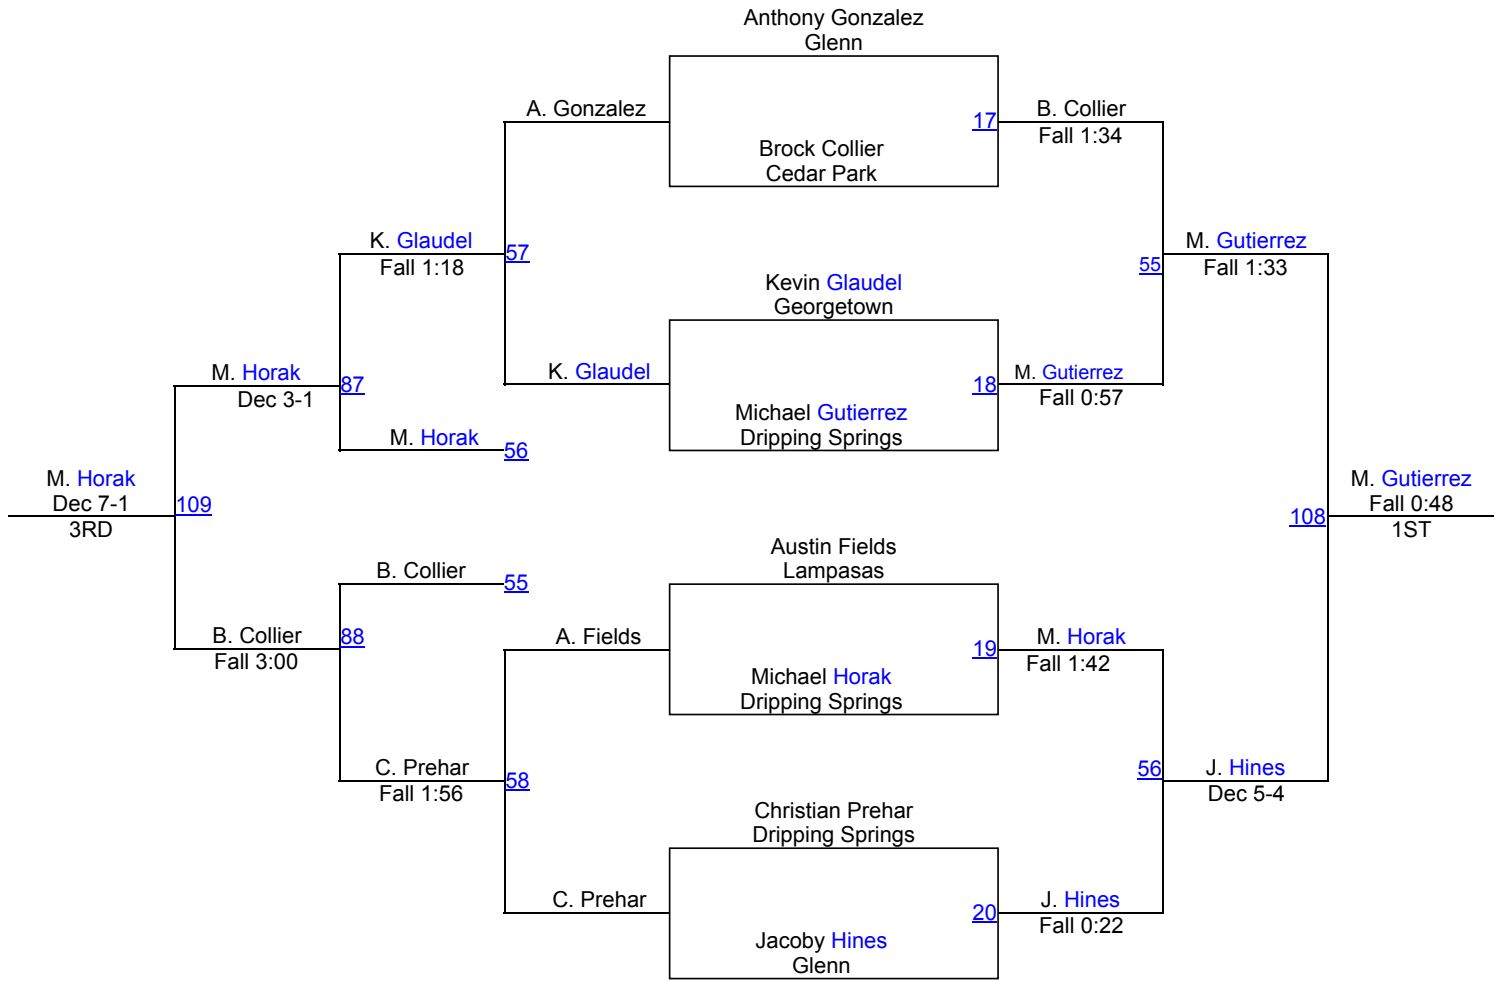 Anthony Gonzalez
Glenn
A. Gonzalez
17
B. Collier
Fall 1:34
Brock Collier
Cedar Park
K. Glaudel
Fall 1:18
57
55
M. Gutierrez
Fall 1:33
Kevin Glaudel
Georgetown
M. Horak
Dec 3-1
87
K. Glaudel
18
M. Gutierrez
Fall 0:57
Michael Gutierrez
Dripping Springs
M. Horak
56
M. Horak
Dec 7-1
3RD
109
108
M. Gutierrez
Fall 0:48
1ST
Austin Fields
Lampasas
B. Collier
55
B. Collier
Fall 3:00
88
A. Fields
19
M. Horak
Fall 1:42
Michael Horak
Dripping Springs
C. Prehar
Fall 1:56
58
56
J. Hines
Dec 5-4
Christian Prehar
Dripping Springs
C. Prehar
20
J. Hines
Fall 0:22
Jacoby Hines
Glenn